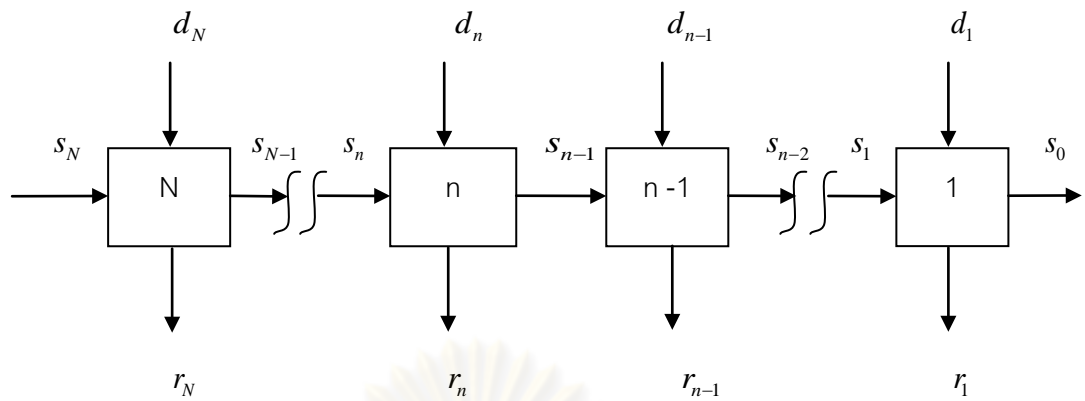 d_N d_n d_{n-1} d_1
s_N s_{N-1} s_n s_{n-1} s_{n-2} s_1 s_0
N n n -1 1
r_N r_n r_{n-1} r_1